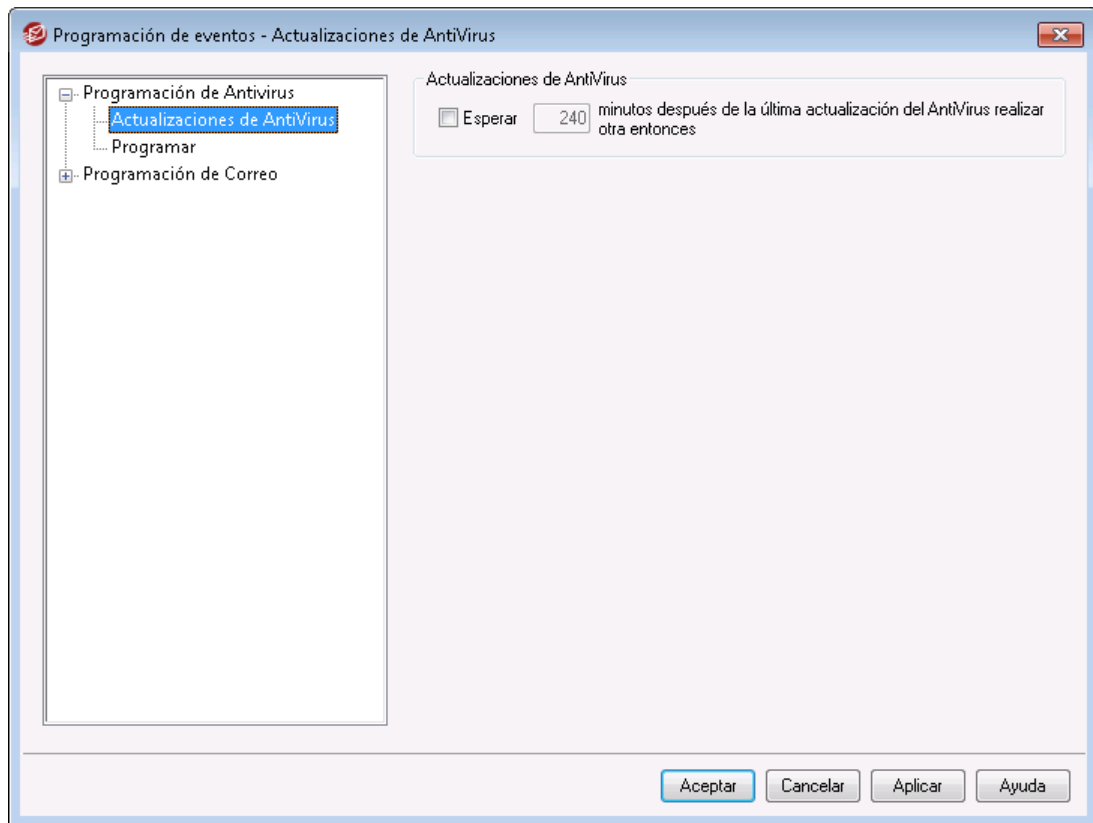 Programación de eventos - Actualizaciones de AntiVirus
Programación de Antivirus
Actualizaciones de AntiVirus
Programar
Programación de Correo
Actualizaciones de AntiVirus
Esperar 240 minutos después de la última actualización del AntiVirus realizar
otra entonces
Aceptar Cancelar Aplicar Ayuda